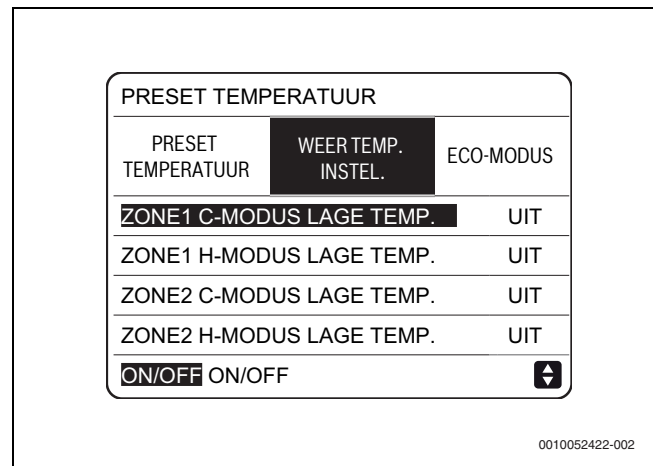 PRESET TEMPERATUUR
PRESET TEMPERATUUR
WEER TEMP. INSTEL.
ECO-MODUS
ZONE1 C-MODUS LAGE TEMP. UIT
ZONE1 H-MODUS LAGE TEMP. UIT
ZONE2 C-MODUS LAGE TEMP. UIT
ZONE2 H-MODUS LAGE TEMP. UIT
ON/OFF ON/OFF
0010052422-002